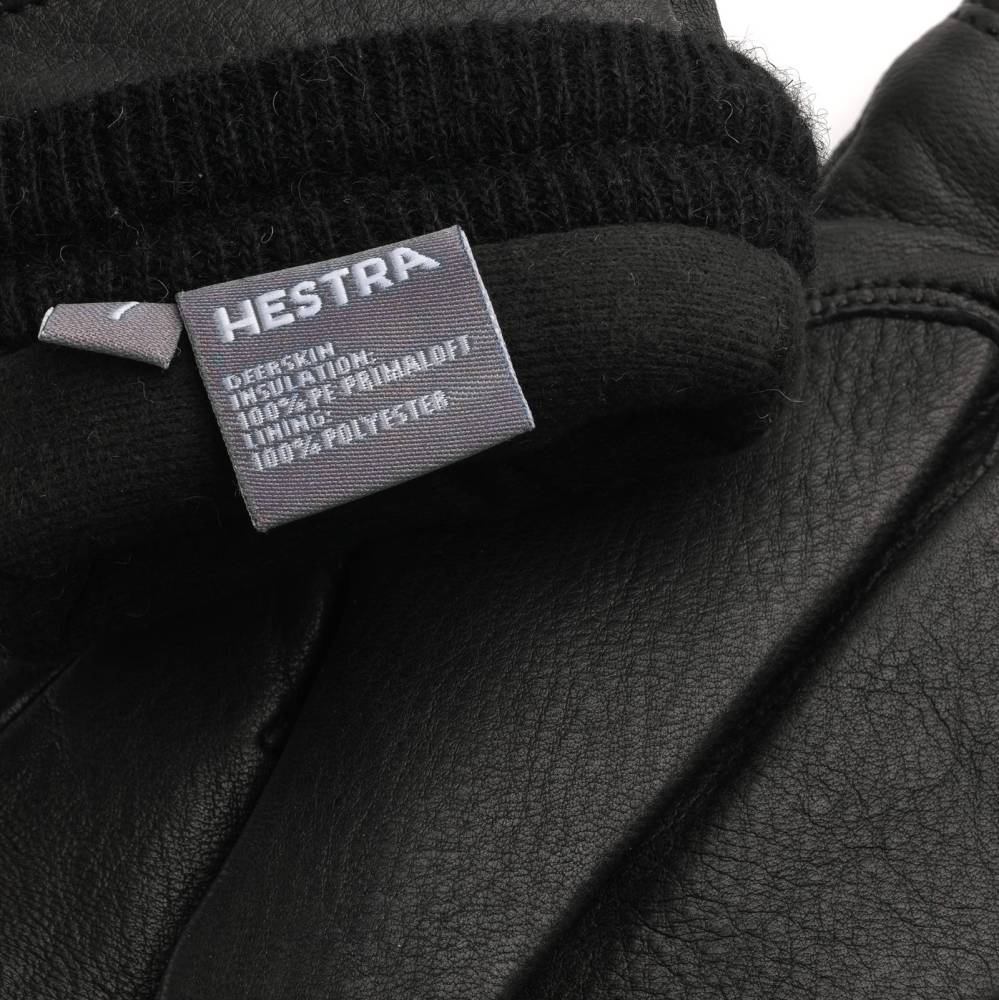 HESTRA
DEERSKIN
INSULATION:
100% PE-PRIMALOFT
LINING:
100% POLYESTER